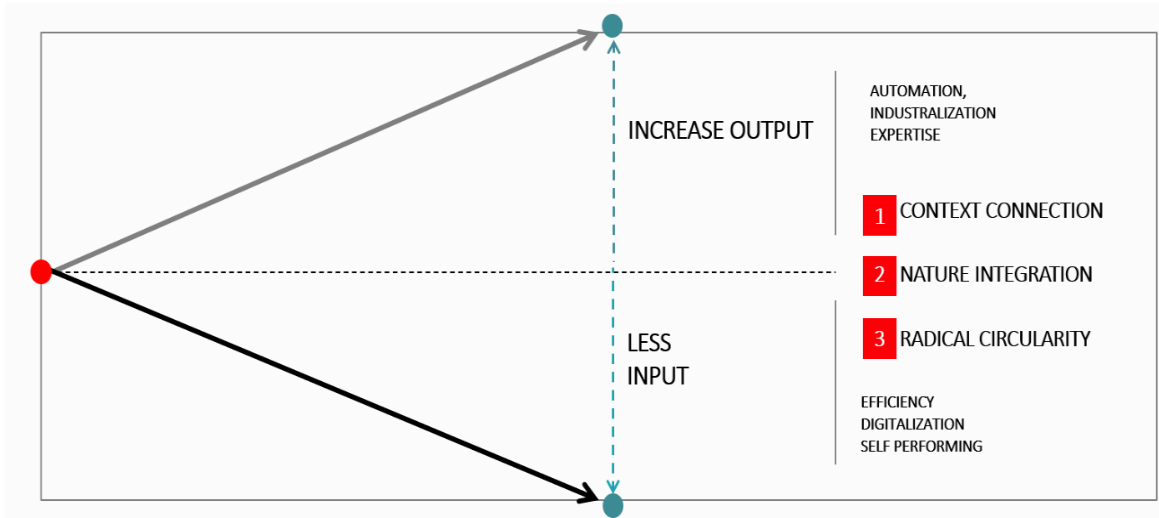 AUTOMATION,
INDUSTRALIZATION
EXPERTISE
INCREASE OUTPUT
1 CONTEXT CONNECTION
2 NATURE INTEGRATION
3 RADICAL CIRCULARITY
LESS
INPUT
EFFICIENCY
DIGITALIZATION
SELF PERFORMING